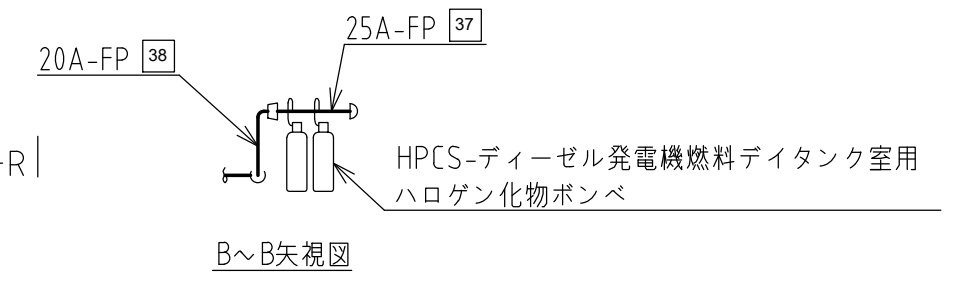 25A-FP 37
20A-FP 38
-R
HPCS-ディーゼル発電機燃料デイタンク室用
ハロゲン化物ボンベ
B～B矢視図